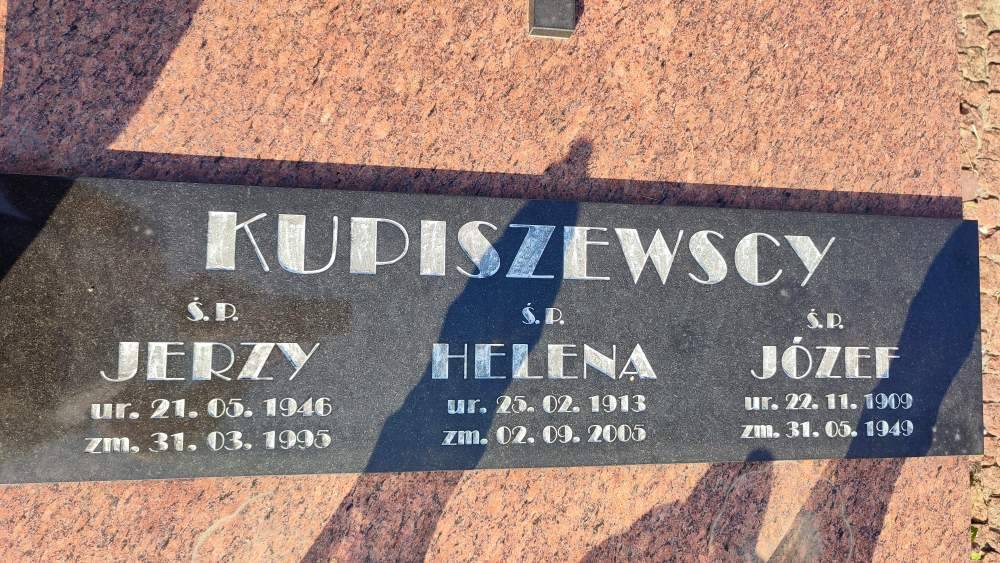 KUPISZEWSCY
Ś.P.
JERZY
ur. 21. 05. 1946
zm. 31. 03. 1995
Ś.P.
HELENA
ur. 25. 02. 1913
zm. 02. 09. 2005
Ś.P.
JÓZEF
ur. 22. 11. 1909
zm. 31. 05. 1949